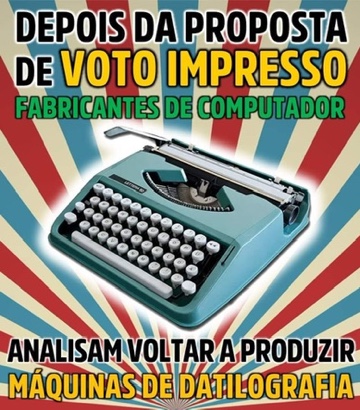 DEPOIS DA PROPOSTA
DE VOTO IMPRESSO
FABRICANTES DE COMPUTADOR
ANALISAM VOLTAR A PRODUZIR
MÁQUINAS DE DATILOGRAFIA